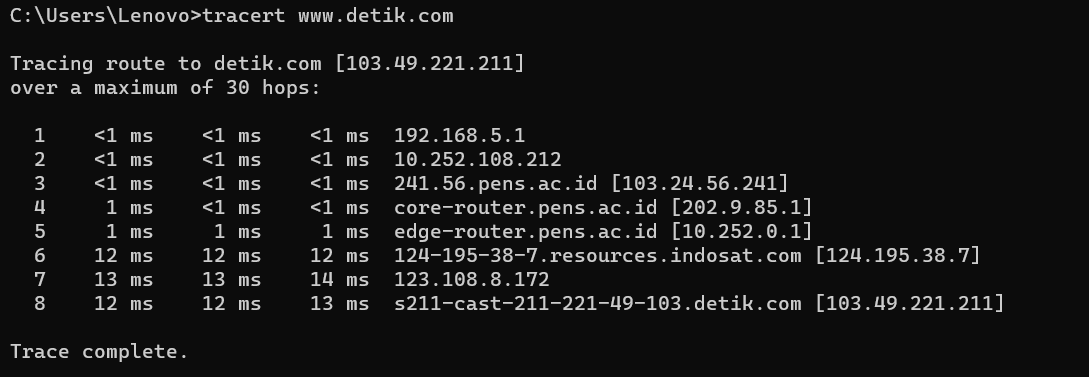 C:\Users\Lenovo>tracert www.detik.com
Tracing route to detik.com [103.49.221.211]
over a maximum of 30 hops:
1 <1 ms <1 ms <1 ms 192.168.5.1
2 <1 ms <1 ms <1 ms 10.252.108.212
3 <1 ms <1 ms <1 ms 241.56.pens.ac.id [103.24.56.241]
4 1 ms <1 ms <1 ms core-router.pens.ac.id [202.9.85.1]
5 1 ms 1 ms 1 ms edge-router.pens.ac.id [10.252.0.1]
6 12 ms 12 ms 12 ms 124-195-38-7.resources.indosat.com [124.195.38.7]
7 13 ms 13 ms 14 ms 123.108.8.172
8 12 ms 12 ms 13 ms s211-cast-211-221-49-103.detik.com [103.49.221.211]
Trace complete.